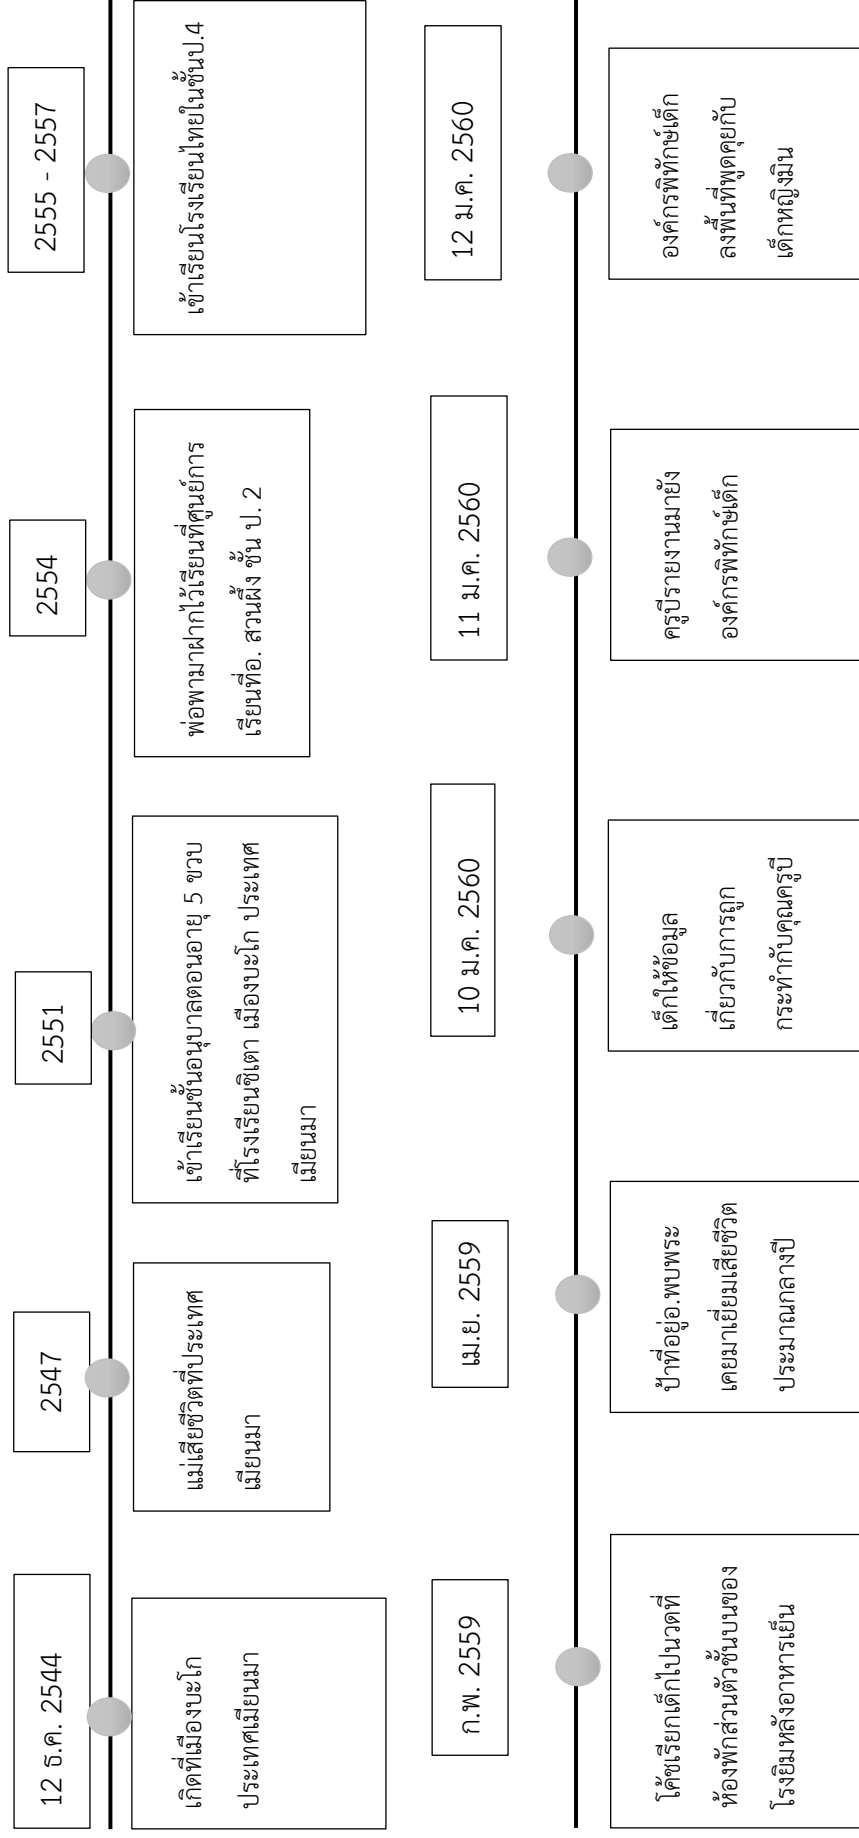 12 ธ.ค. 2544
2547
2551
2554
2555 - 2557
เกิดที่เมืองบะโก
ประเทศเมียนมา
แม่เสียชีวิตที่ประเทศ
เมียนมา
เข้าเรียนชั้นอนุบาลตอนอายุ 5 ขวบ
ที่โรงเรียนชิเตา เมืองบะโก ประเทศ
เมียนมา
พ่อพามาฝากไว้เรียนที่ศูนย์การ
เรียนที่อ. สวนผึ้ง ชั้น ป. 2
เข้าเรียนโรงเรียนไทยในชั้นป.4
ก.พ. 2559
เม.ย. 2559
10 ม.ค. 2560
11 ม.ค. 2560
12 ม.ค. 2560
โค้ชเรียกเด็กไปนวดที่
ห้องพักส่วนตัวชั้นบนของ
โรงยิมหลังอาหารเย็น
ป้าที่อยู่อ.พบพระ
เคยมาเยี่ยมเสียชีวิต
ประมาณกลางปี
เด็กให้ข้อมูล
เกี่ยวกับการถูก
กระทำกับคุณครูปี
ครูปีรายงานมายัง
องค์กรพิทักษ์เด็ก
องค์กรพิทักษ์เด็ก
ลงพื้นที่พูดคุยกับ
เด็กหญิงมิน